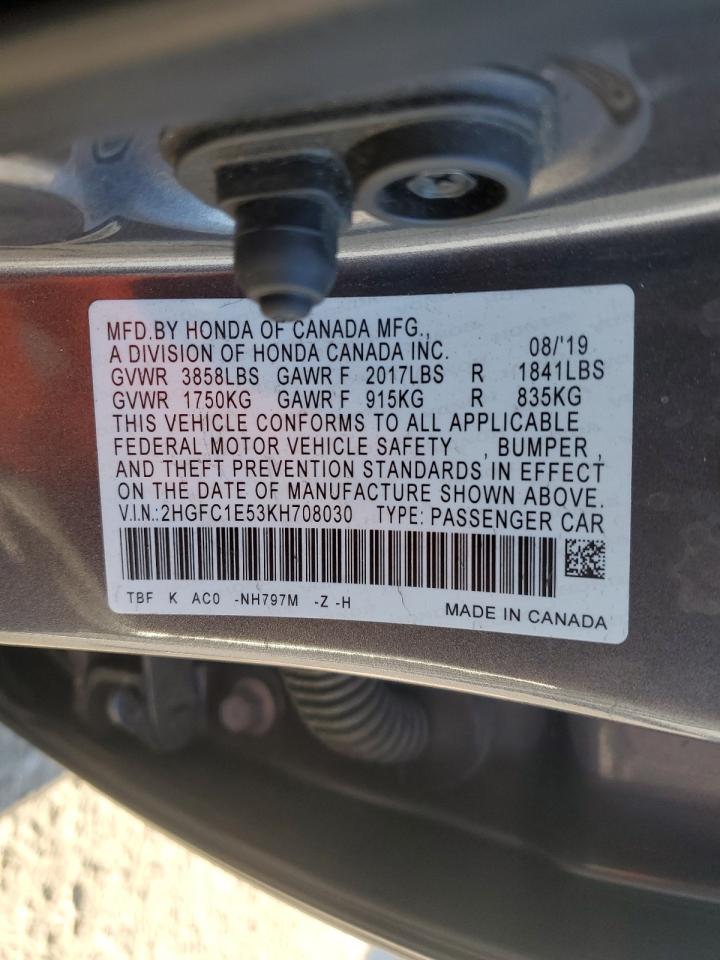 MFD.BY HONDA OF CANADA MFG.,
A DIVISION OF HONDA CANADA INC. 08/'19
GVWR 3858LBS GAWR F 2017LBS R 1841LBS
GVWR 1750KG GAWR F 915KG R 835KG
THIS VEHICLE CONFORMS TO ALL APPLICABLE
FEDERAL MOTOR VEHICLE SAFETY , BUMPER ,
AND THEFT PREVENTION STANDARDS IN EFFECT
ON THE DATE OF MANUFACTURE SHOWN ABOVE.
V.I.N.: 2HGFC1E53KH708030 TYPE: PASSENGER CAR
TBF K AC0 -NH797M -Z -H
MADE IN CANADA